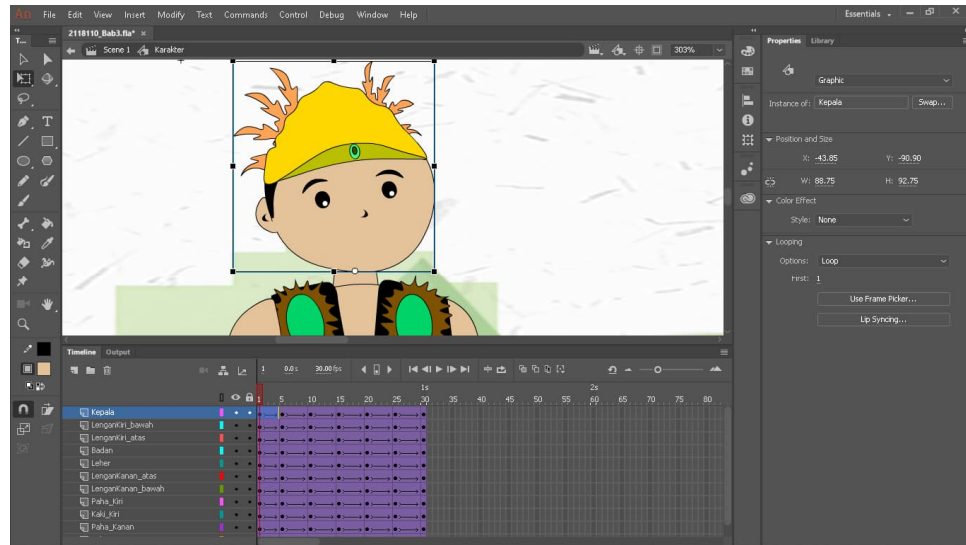 An File Edit View Insert Modify Text Commands Control Debug Window Help Essentials
2118110_Bab3.fla* ×
Scene 1 Karakter 303%
T...
T
Properties Library
Graphic
Instance of: Kepala Swap...
Position and Size
X: -43.85 Y: -90.90
W: 88.75 H: 92.75
Color Effect
Style: None
Looping
Options: Loop
First: 1
Use Frame Picker...
Lip Syncing...
Timeline Output
1 0.0 s 30.00 fps
1s 2s
1 5 10 15 20 25 30 35 40 45 50 55 60 65 70 75 80
Kepala
LenganKiri_bawah
LenganKiri_atas
Badan
Leher
LenganKanan_atas
LenganKanan_bawah
Paha_Kiri
Kaki_Kiri
Paha_Kanan